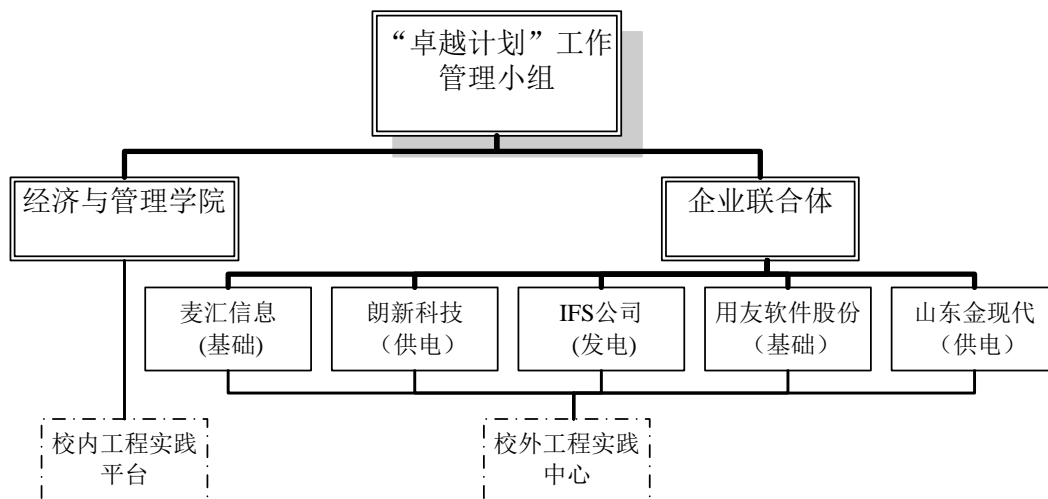 “卓越计划”工作
管理小组
经济与管理学院
企业联合体
麦汇信息
(基础)
朗新科技
（供电）
IFS公司
(发电)
用友软件股份
（基础）
山东金现代
（供电）
校内工程实践
平台
校外工程实践
中心